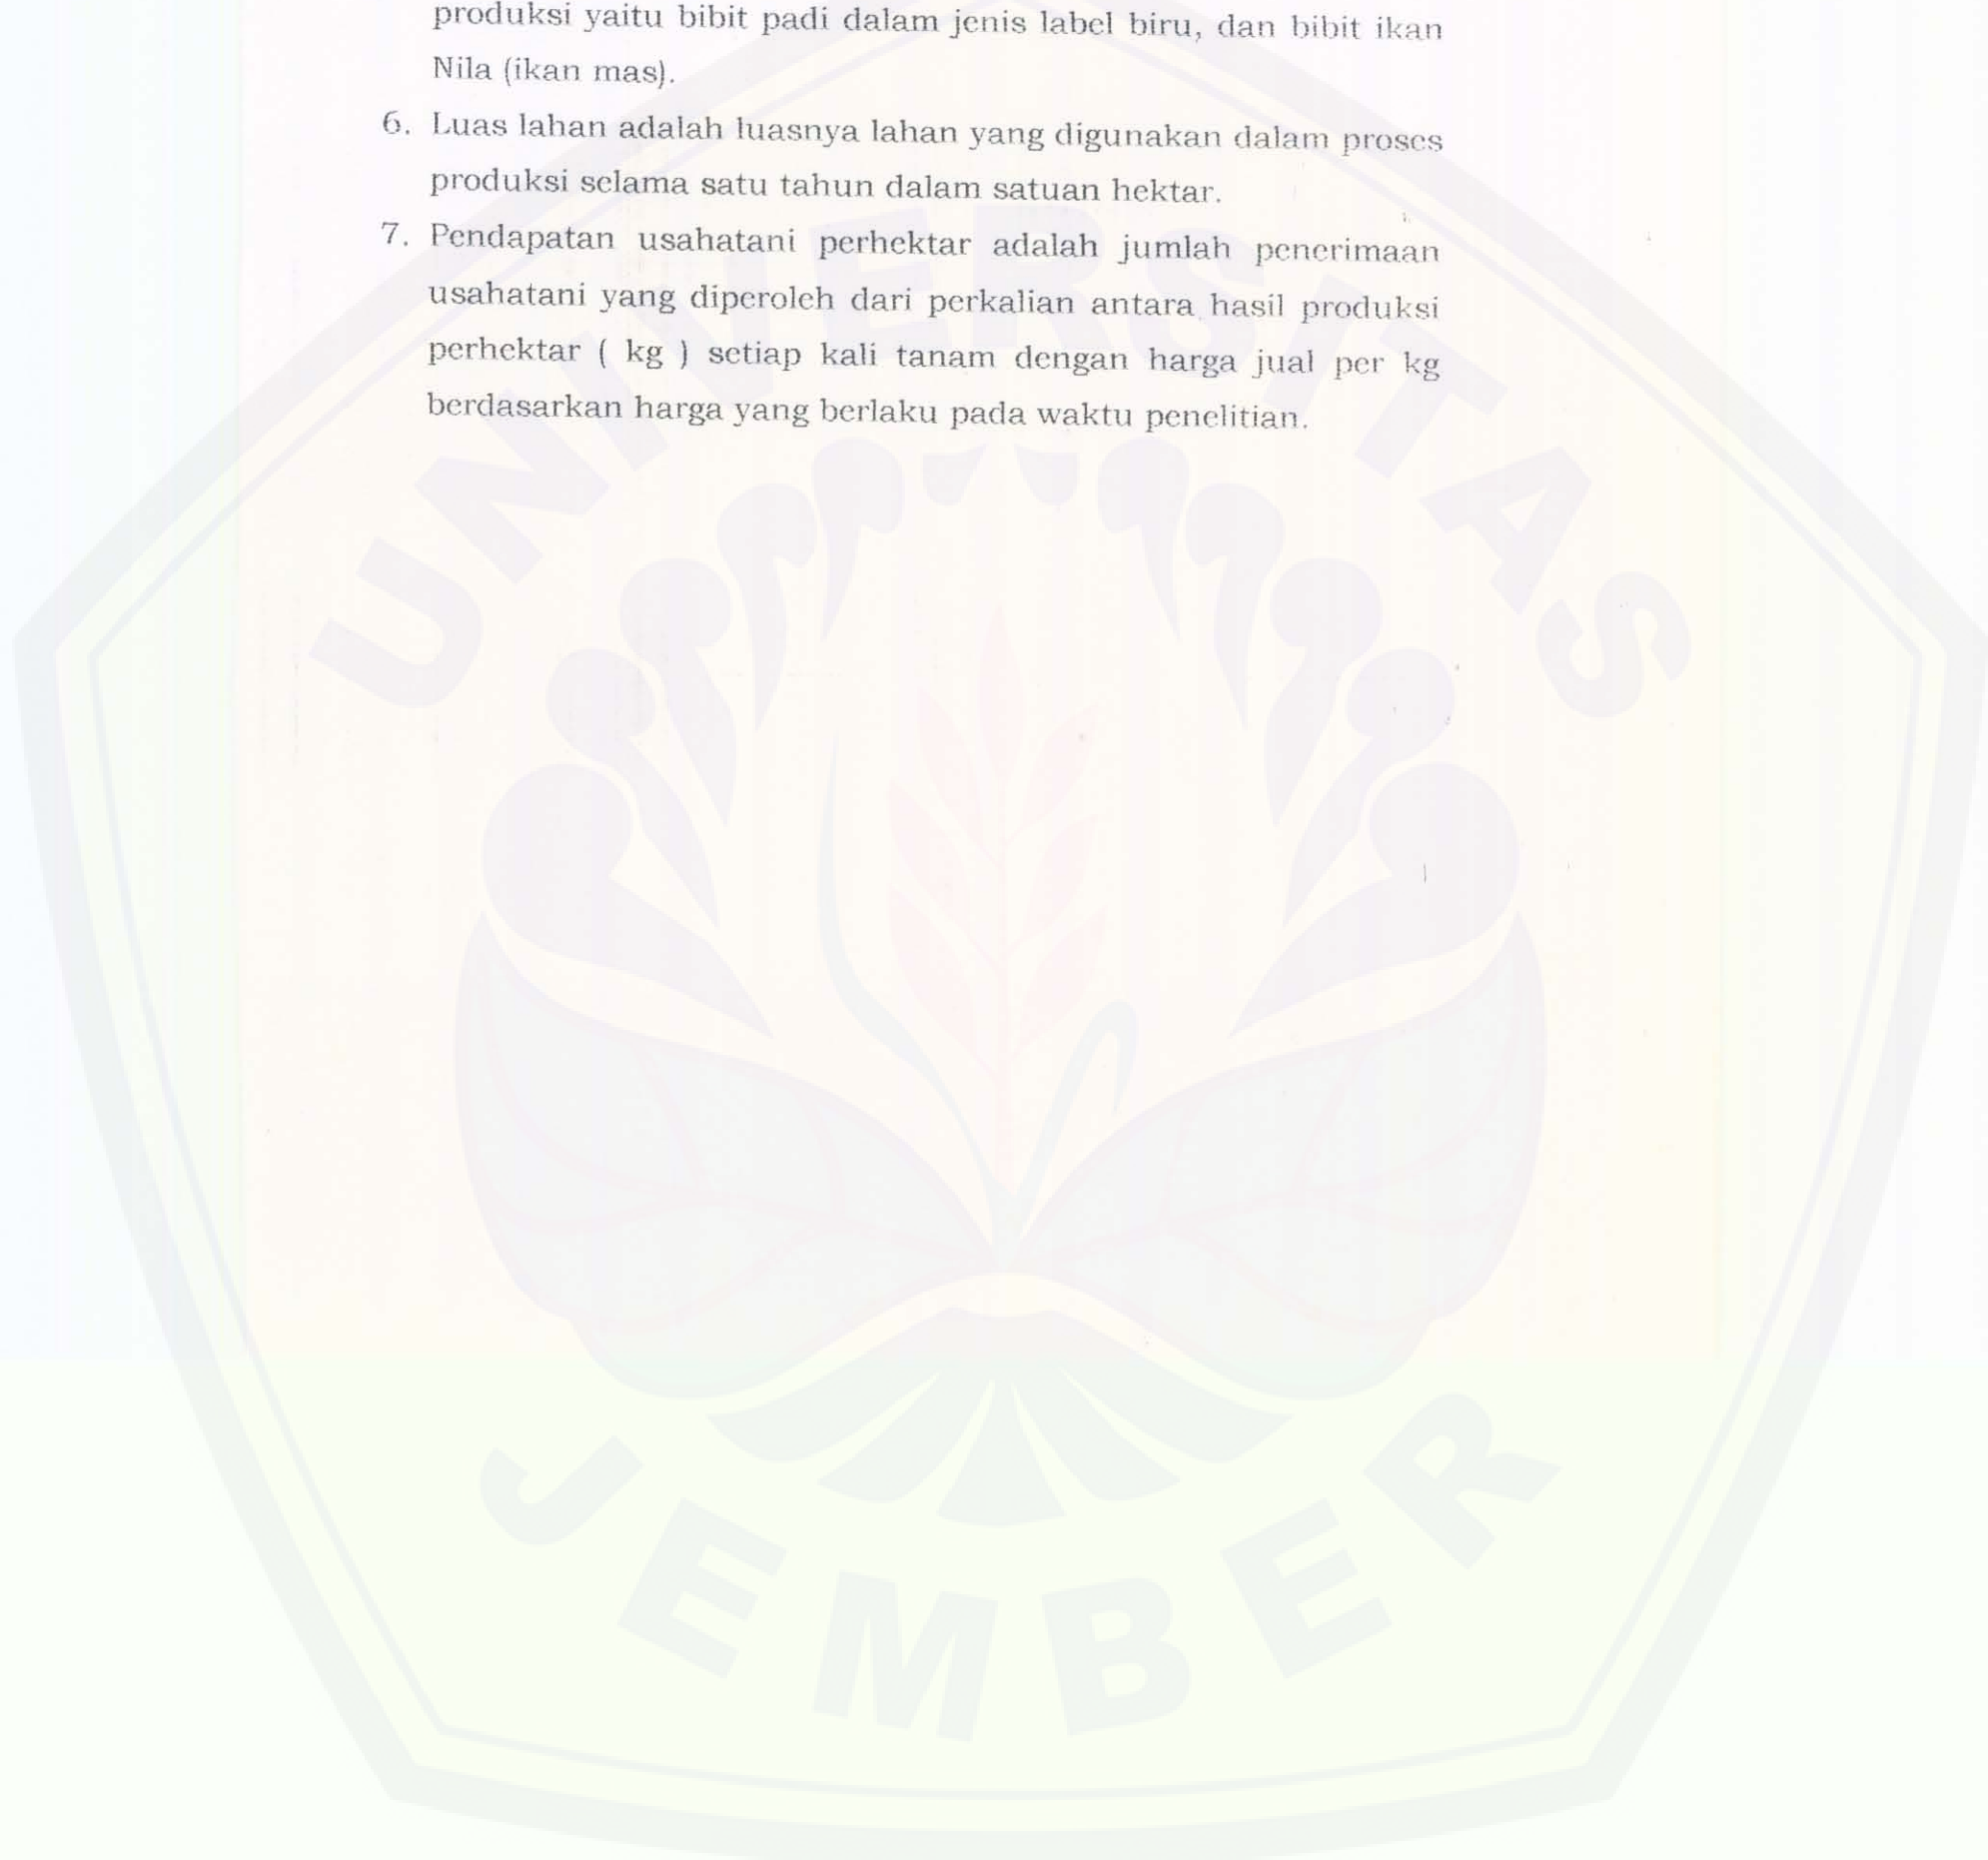 produksi yaitu bibit padi dalam jenis label biru, dan bibit ikan
Nila (ikan mas).
6. Luas lahan adalah luasnya lahan yang digunakan dalam proses
produksi selama satu tahun dalam satuan hektar.
7. Pendapatan usahatani perhektar adalah jumlah penerimaan
usahatani yang diperoleh dari perkalian antara hasil produksi
perhektar ( kg ) setiap kali tanam dengan harga jual per kg
berdasarkan harga yang berlaku pada waktu penelitian.
UNIVERSITAS
JEMBER